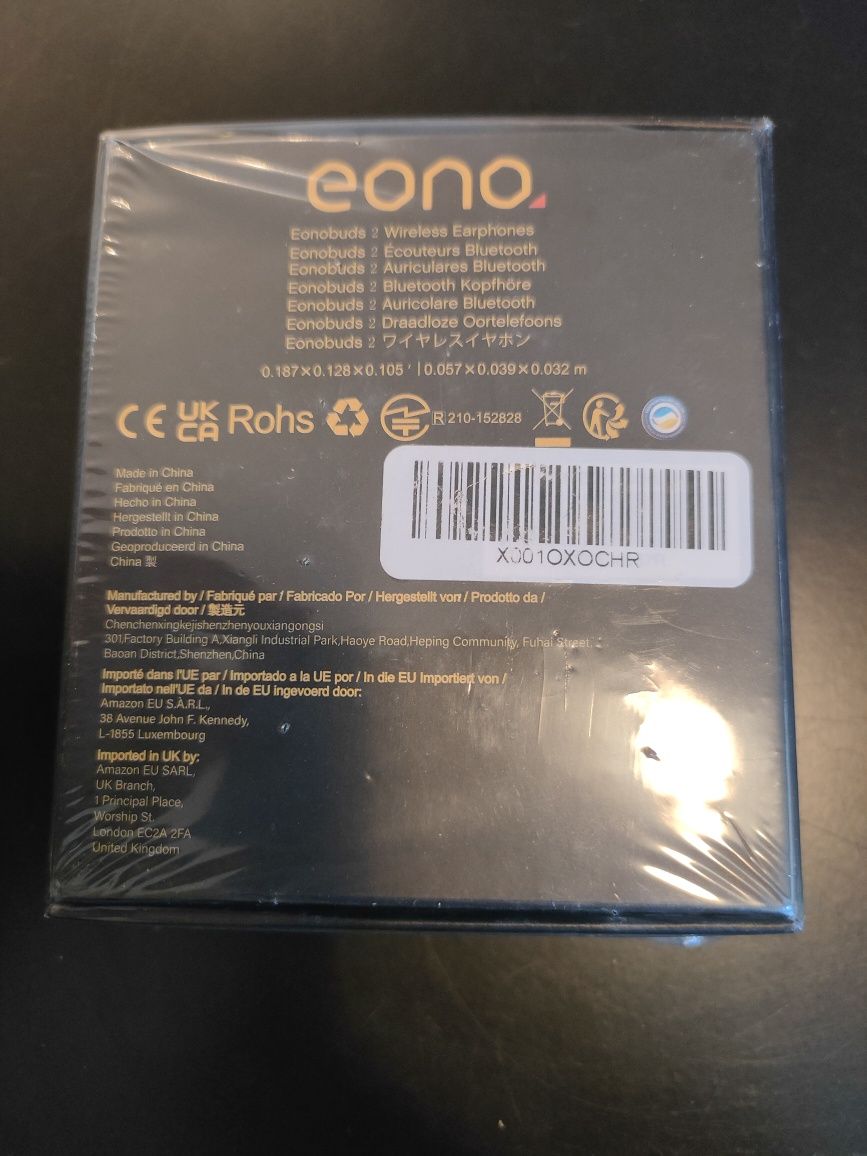 eono
Eonobuds 2 Wireless Earphones
Eonobuds 2 Écouteurs Bluetooth
Eonobuds 2 Auriculares Bluetooth
Eonobuds 2 Bluetooth Kopfhöre
Eonobuds 2 Auricolare Bluetooth
Eonobuds 2 Draadloze Oortelefoons
Eonobuds 2 ワイヤレスイヤホン
0.187×0.128×0.105 ' | 0.057×0.039×0.032 m
CE UK CA Rohs R 210-152828
X001OXOCHR
Made in China
Fabriqué en China
Hecho in China
Hergestellt in China
Prodotto in China
Geoproduceerd in China
China 製
Manufactured by / Fabriqué par / Fabricado Por / Hergestellt von / Prodotto da /
Vervaardigd door / 製造元
Chenchenxingkejishenzhenyouxiangongsi
301,Factory Building A,Xiangli Industrial Park,Haoye Road,Heping Community, Fuhai Street
Baoan District,Shenzhen,China
Importé dans l'UE par / Importado a la UE por / In die EU Importiert von /
Importato nell'UE da / In de EU ingevoerd door:
Amazon EU S.À.R.L.,
38 Avenue John F. Kennedy,
L-1855 Luxembourg
Imported in UK by:
Amazon EU SARL,
UK Branch,
1 Principal Place,
Worship St.
London EC2A 2FA
United Kingdom